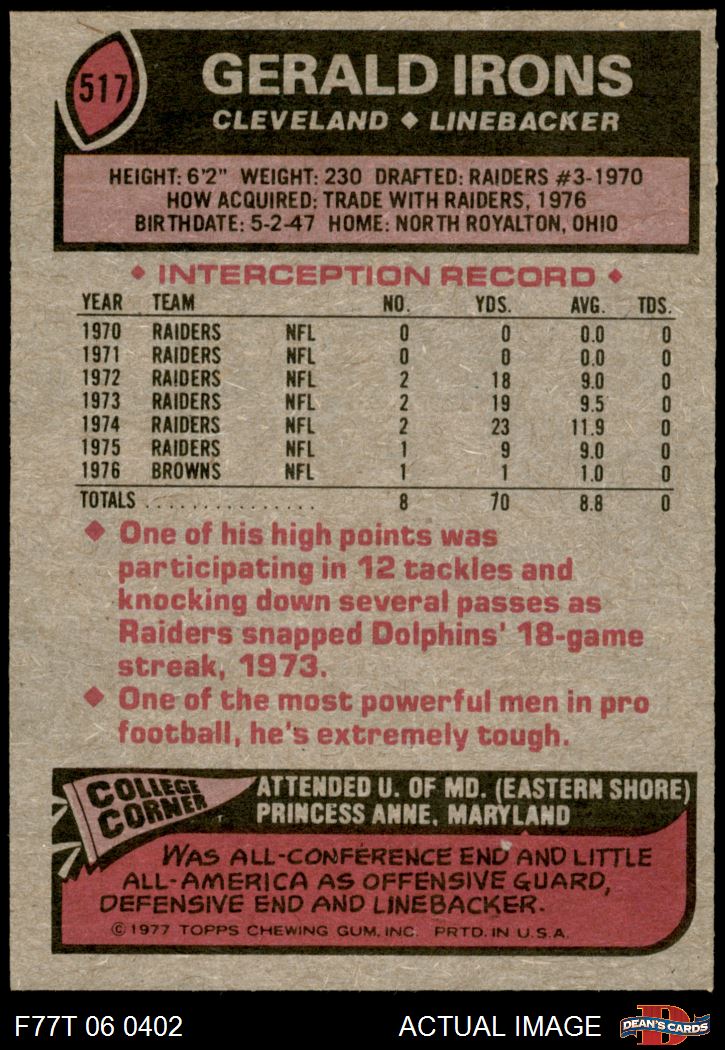 517
GERALD IRONS
CLEVELAND ◆ LINEBACKER
HEIGHT: 6'2" WEIGHT: 230 DRAFTED: RAIDERS #3-1970
HOW ACQUIRED: TRADE WITH RAIDERS, 1976
BIRTHDATE: 5-2-47 HOME: NORTH ROYALTON, OHIO
◆ INTERCEPTION RECORD ◆
YEAR TEAM NO. YDS. AVG. TDS.
1970 RAIDERS NFL 0 0 0.0 0
1971 RAIDERS NFL 0 0 0.0 0
1972 RAIDERS NFL 2 18 9.0 0
1973 RAIDERS NFL 2 19 9.5 0
1974 RAIDERS NFL 2 23 11.9 0
1975 RAIDERS NFL 1 9 9.0 0
1976 BROWNS NFL 1 1 1.0 0
TOTALS ............... 8 70 8.8 0
◆ One of his high points was
participating in 12 tackles and
knocking down several passes as
Raiders snapped Dolphins' 18-game
streak, 1973.
◆ One of the most powerful men in pro
football, he's extremely tough.
COLLEGE
CORNER
ATTENDED U. OF MD. (EASTERN SHORE)
PRINCESS ANNE, MARYLAND
WAS ALL-CONFERENCE END AND LITTLE
ALL-AMERICA AS OFFENSIVE GUARD,
DEFENSIVE END AND LINEBACKER.
© 1977 TOPPS CHEWING GUM, INC. PRTD. IN U.S.A.
F77T 06 0402 ACTUAL IMAGE
D
DEAN'S CARDS